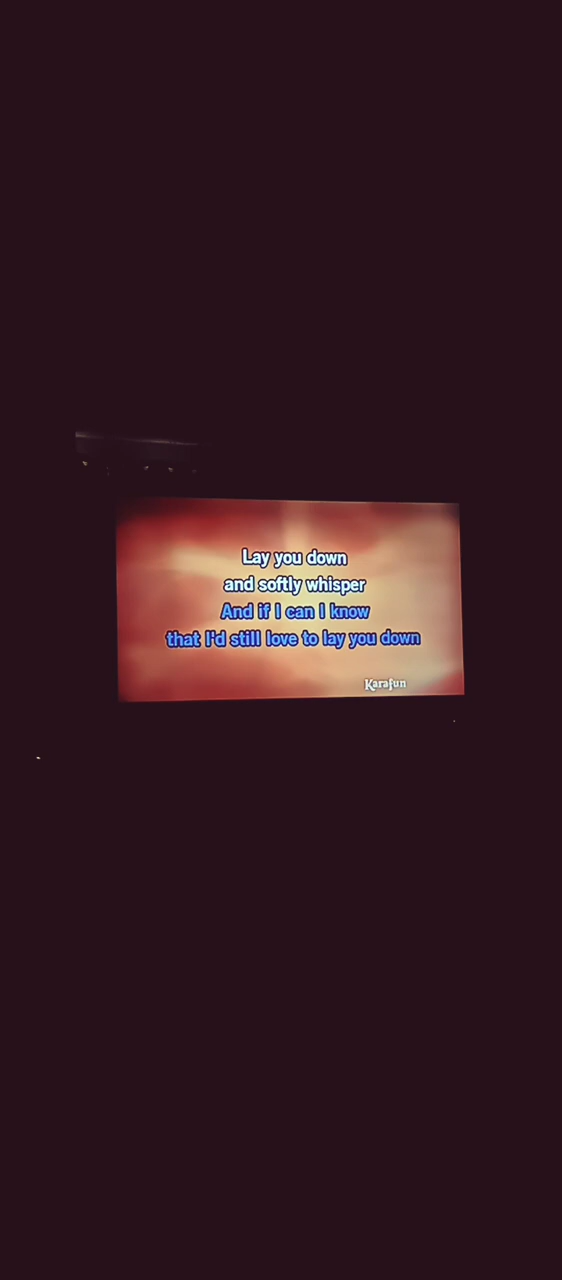 Lay you down
and softly whisper
And if I can I know
that I'd still love to lay you down
Karafun